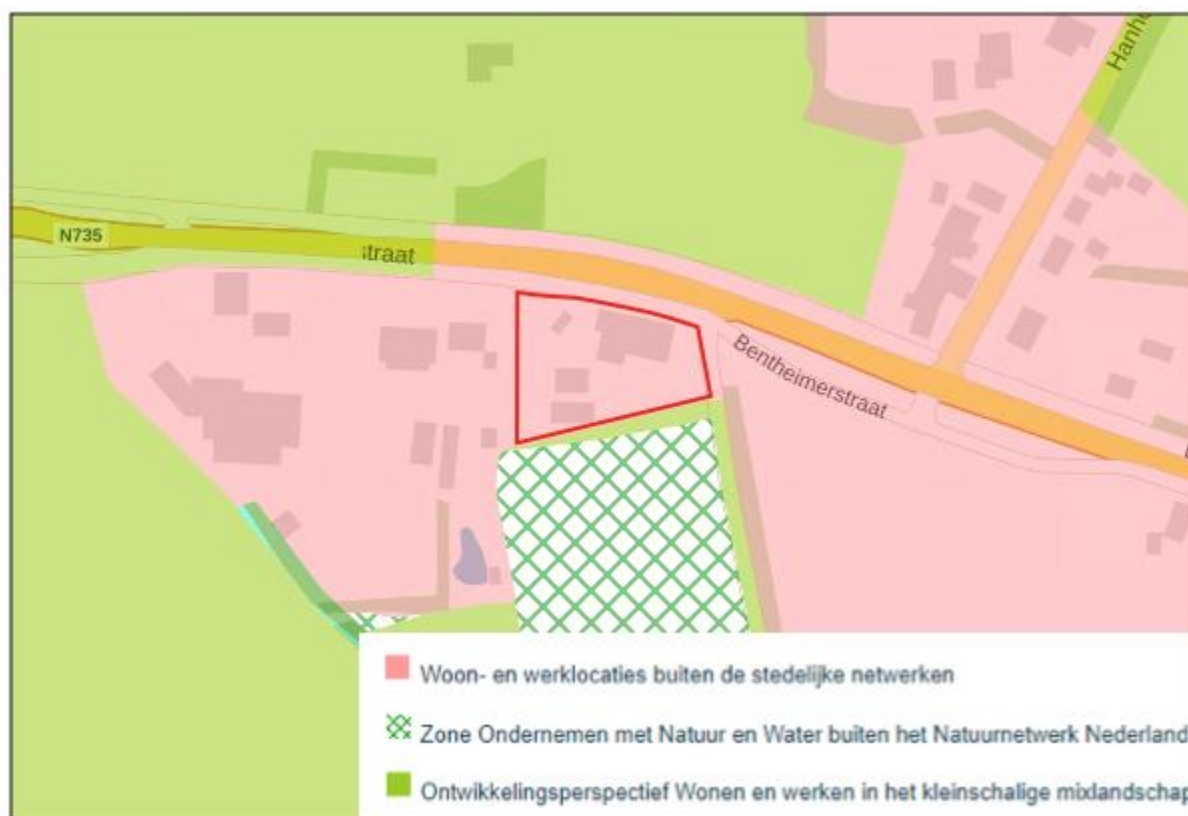 Hanh
N735
traat
Bentheimerstraat
Woon- en werklocaties buiten de stedelijke netwerken
Zone Ondernemen met Natuur en Water buiten het Natuurnetwerk Nederland
Ontwikkelingsperspectief Wonen en werken in het kleinschalige mixlandschap